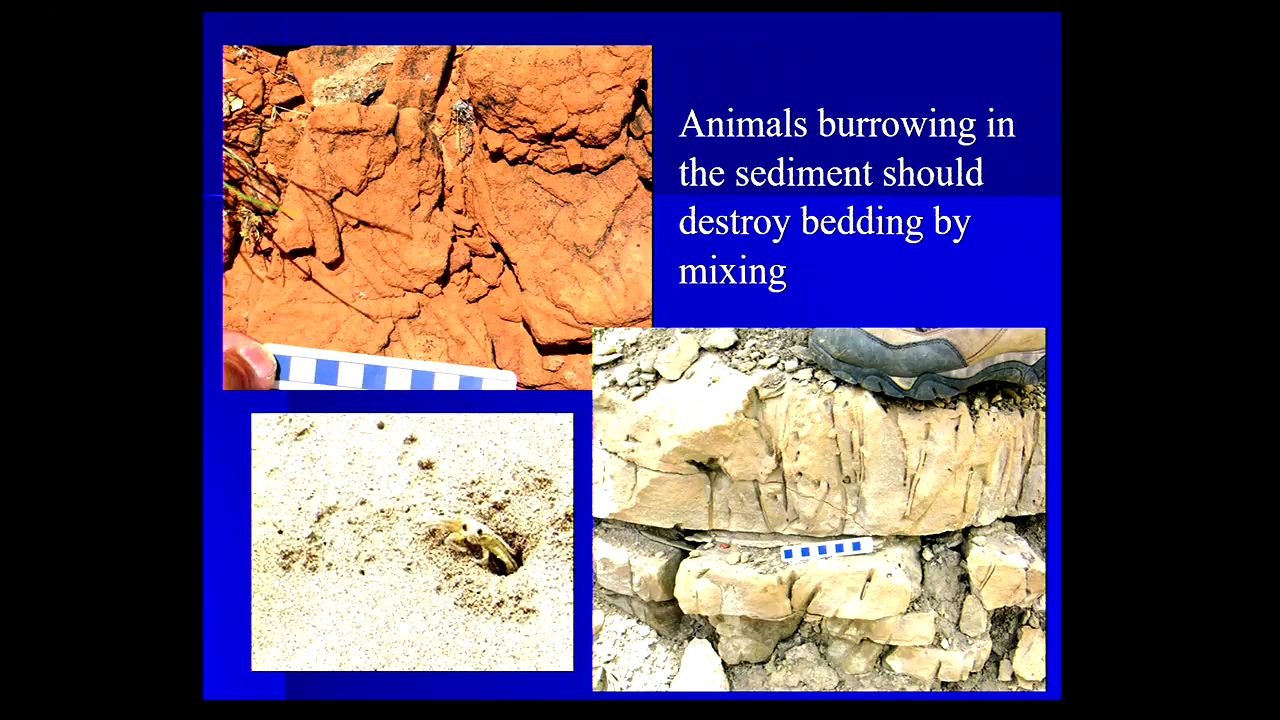 Animals burrowing in
the sediment should
destroy bedding by
mixing